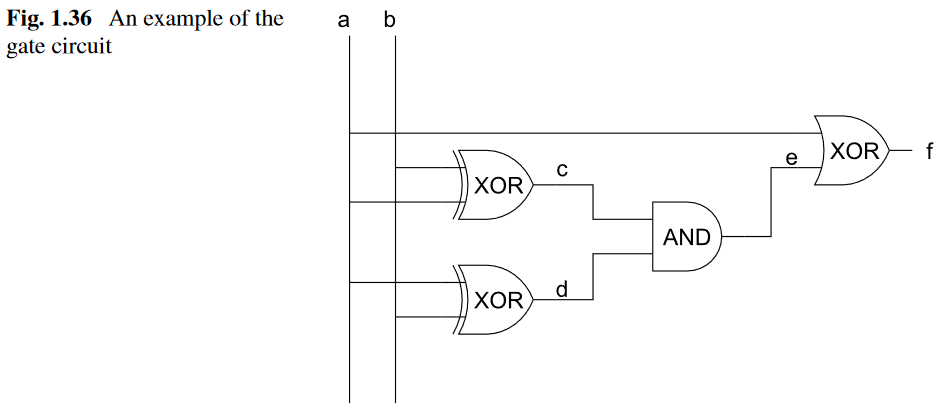 Fig. 1.36 An example of the
gate circuit
a b
XOR f
e
c
XOR
AND
d
XOR